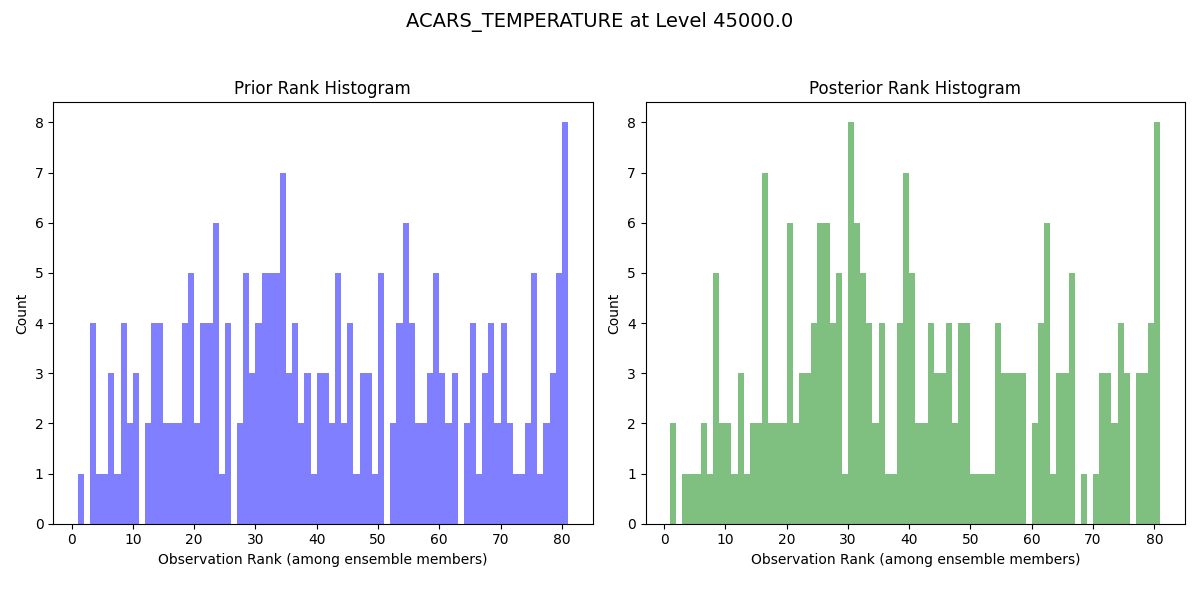 ACARS_TEMPERATURE at Level 45000.0
Prior Rank Histogram
Posterior Rank Histogram
8
7
6
5
4
3
2
1
0
Count
0 10 20 30 40 50 60 70 80
Observation Rank (among ensemble members)
8
7
6
5
4
3
2
1
0
Count
0 10 20 30 40 50 60 70 80
Observation Rank (among ensemble members)